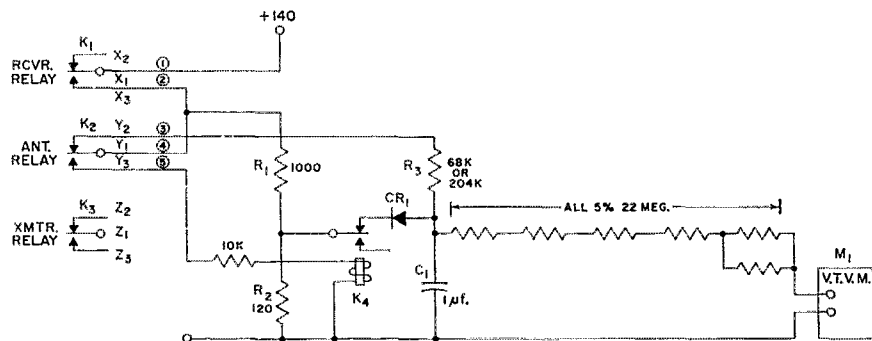 +140
K1
X2
RCVR.
RELAY
①
X1
②
X3
K2
Y2
③
ANT.
RELAY
Y1
④
Y3
⑤
R1
1000
R3
68K
OR
204K
CR1
ALL 5% 22 MEG.
XMTR.
RELAY
K3
Z2
Z1
Z3
10K
R2
120
K4
C1
1 µf.
M1
V.T.V.M.